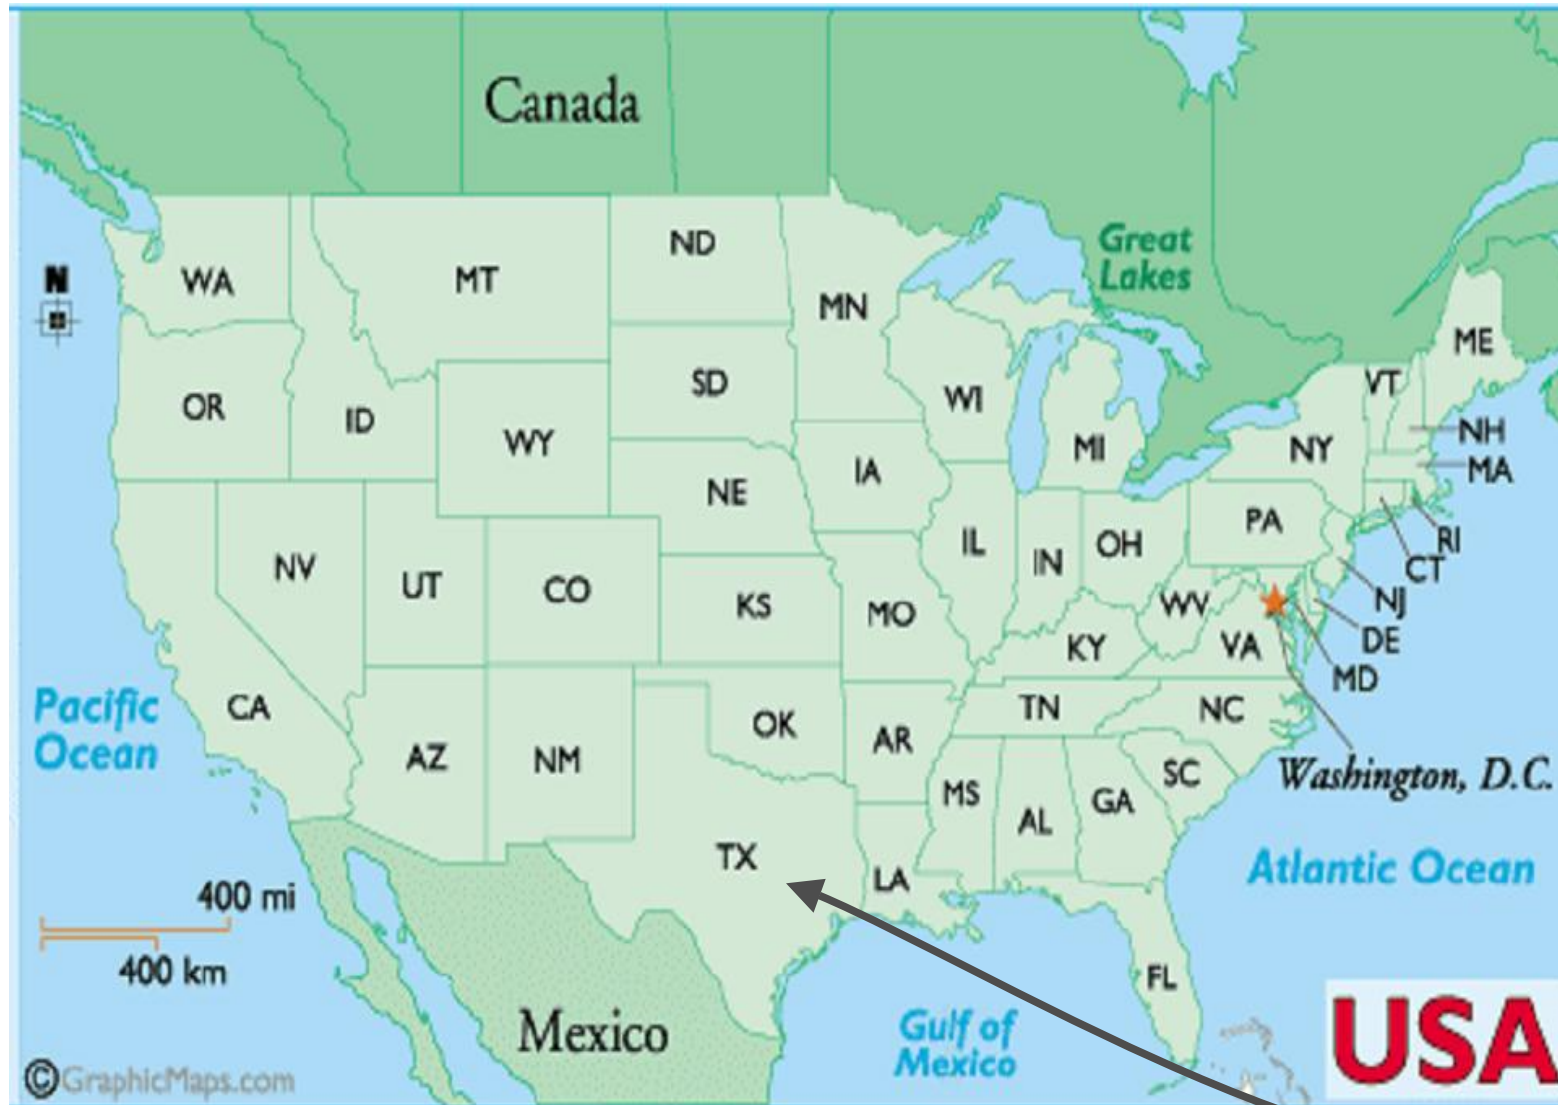 Canada
Great
Lakes
N
WA
MT
ND
MN
ME
OR
ID
SD
WI
VT
WY
MI
NY
NH
IA
MA
NE
PA
IL
IN
OH
RI
NV
UT
CO
CT
KS
MO
WV
NJ
KY
VA
DE
MD
Pacific
Ocean
CA
TN
NC
OK
AR
AZ
NM
SC
Washington, D.C.
MS
GA
AL
TX
LA
Atlantic Ocean
400 mi
400 km
FL
Mexico
Gulf of
Mexico
USA
©GraphicMaps.com